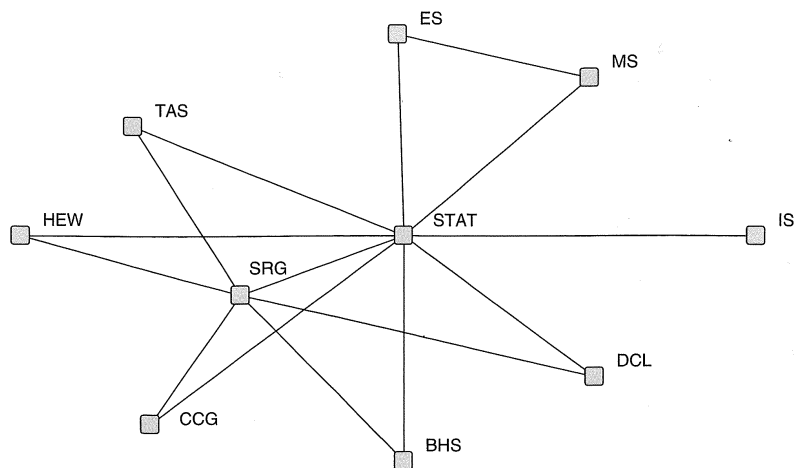 ES
MS
TAS
HEW
STAT
IS
SRG
DCL
CCG
BHS